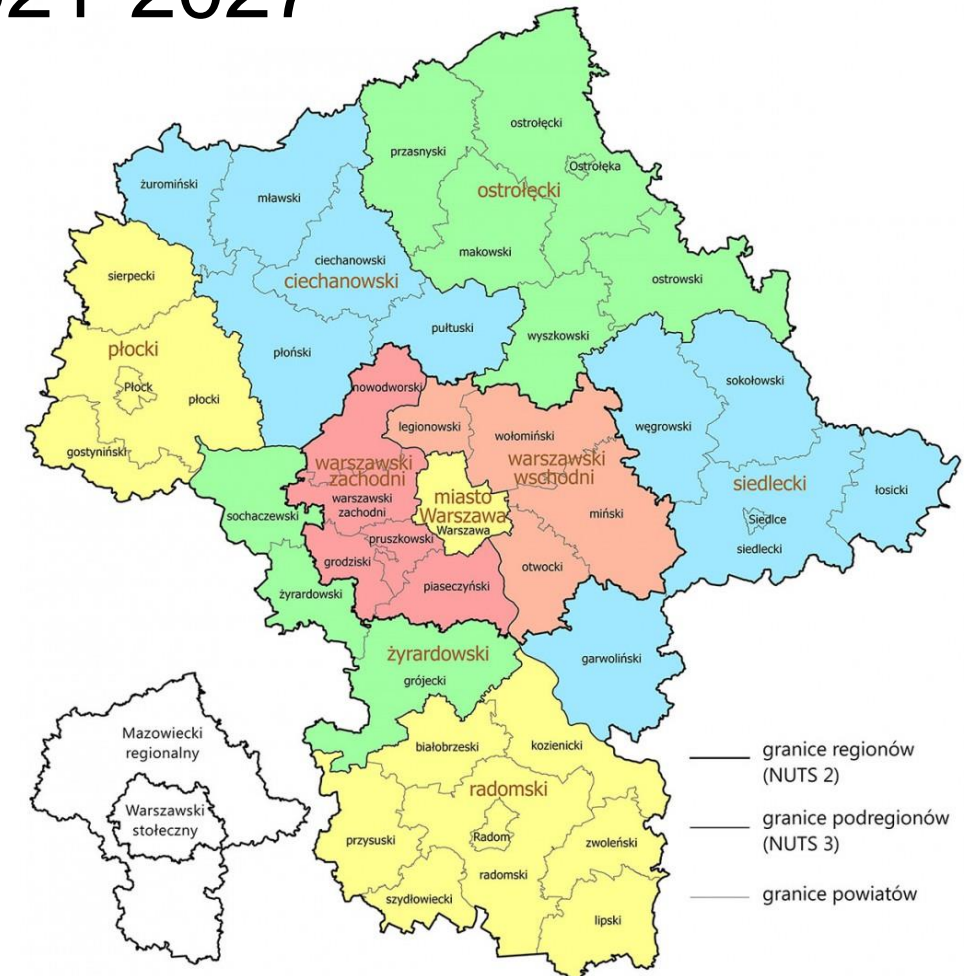 2021-2027
ostrołęcki
przasnyski
Ostrołęka
żuromiński
ostrołęcki
mławski
makowski
ciechanowski
sierpecki
ciechanowski
ostrowski
pułtuski
wyszkowski
płocki
płoński
Płock
nowodworski
sokołowski
płocki
legionowski
wołomiński
węgrowski
gostyniński
warszawski
zachodni
warszawski
wschodni
siedlecki
łosicki
warszawski
zachodni
miasto
Warszawa
Warszawa
sochaczewski
miński
Siedlce
pruszkowski
siedlecki
grodziski
otwocki
piaseczyński
żyrardowski
żyrardowski
garwoliński
grójecki
Mazowiecki
regionalny
białobrzeski
kozienicki
granice regionów
(NUTS 2)
radomski
Warszawski
stołeczny
granice podregionów
(NUTS 3)
przysuski
Radom
zwoleński
radomski
szydłowiecki
granice powiatów
lipski